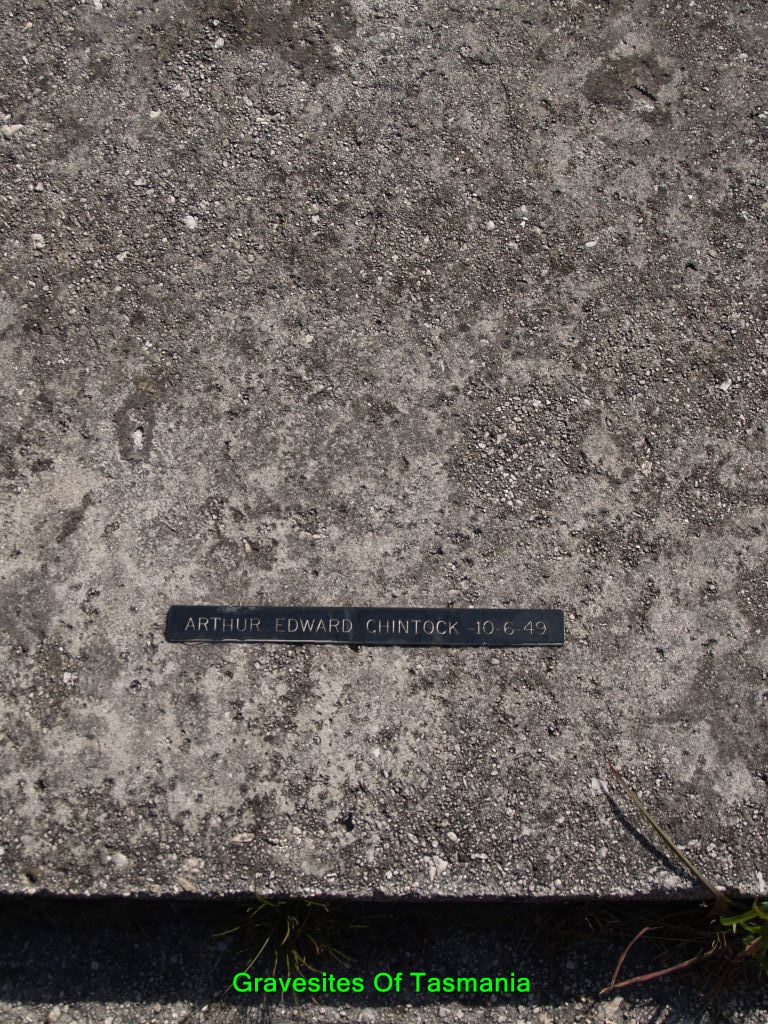 ARTHUR EDWARD CHINTOCK -10-6-49
Gravesites Of Tasmania